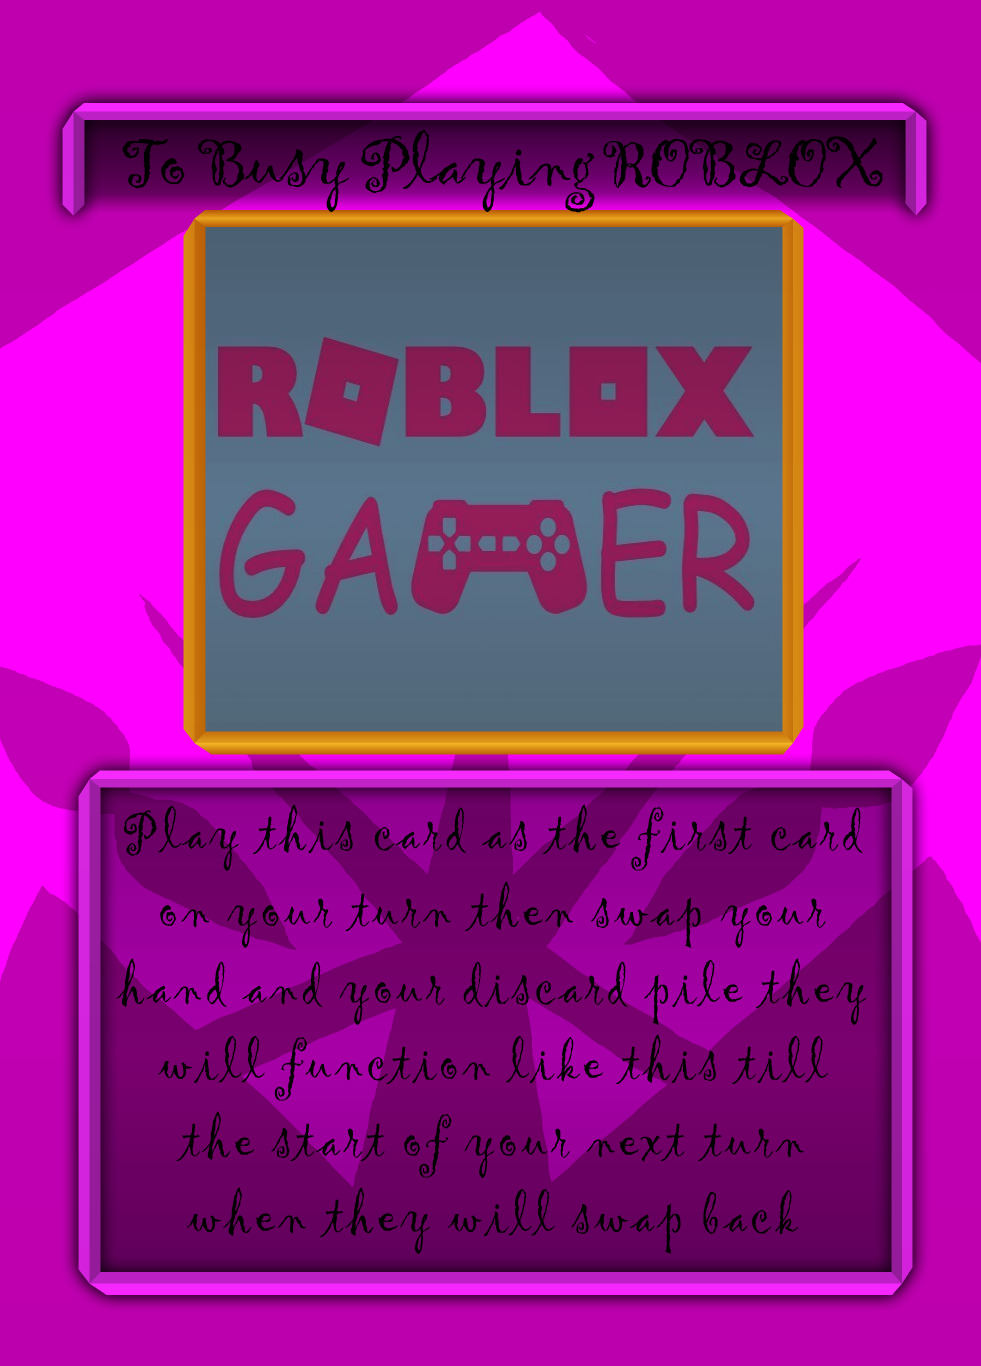 To Busy Playing ROBLOX
ROBLOX
GAMER
Play this card as the first card
on your turn then swap your
hand and your discard pile they
will function like this till
the start of your next turn
when they will swap back